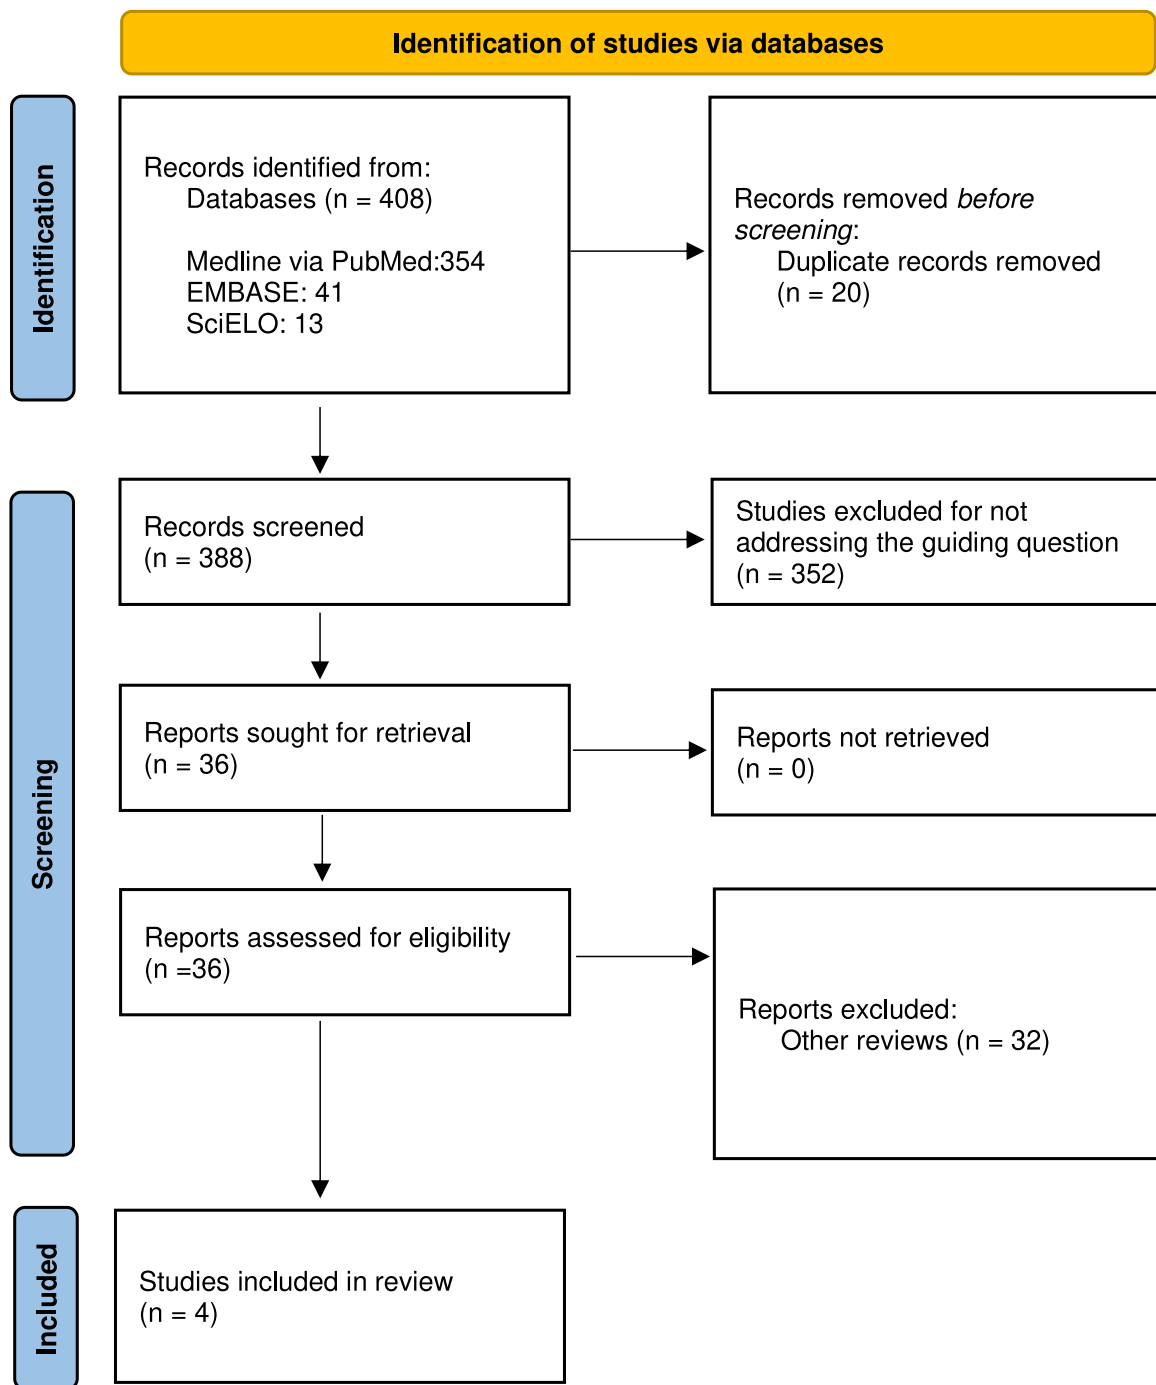 Identification of studies via databases
Identification
Records identified from:
Databases (n = 408)
Medline via PubMed:354
EMBASE: 41
SciELO: 13
Records removed before
screening:
Duplicate records removed
(n = 20)
Screening
Records screened
(n = 388)
Studies excluded for not
addressing the guiding question
(n = 352)
Reports sought for retrieval
(n = 36)
Reports not retrieved
(n = 0)
Reports assessed for eligibility
(n =36)
Reports excluded:
Other reviews (n = 32)
Included
Studies included in review
(n = 4)